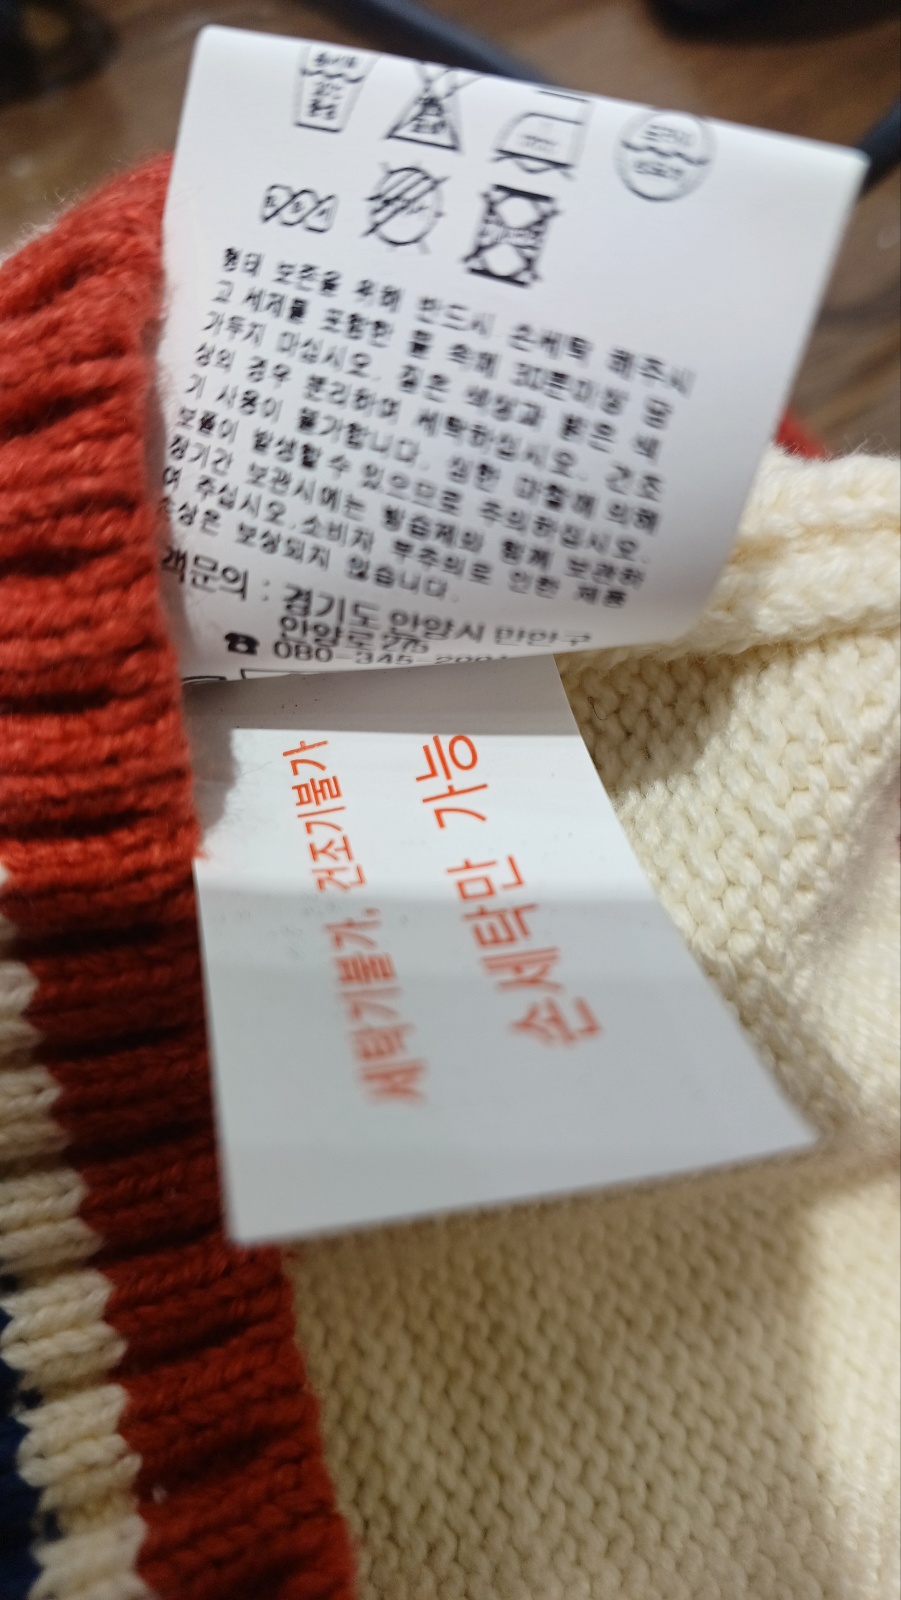 형태 보존을 위해 반드시 손세탁 해주시
고 세제를 포함한 물 속에 30분이상 담
가두지 마십시오. 짙은 색상과 밝은 색
상의 경우 분리하여 세탁하십시오. 건조
기 사용이 불가합니다. 심한 마찰에 의해
보풀이 발생할 수 있으므로 주의하십시오.
장기간 보관시에는 방습제와 함께 보관하
여 주십시오. 소비자 부주의로 인한 제품
손상은 보상되지 않습니다.
객문의 : 경기도 안양시 만안구
안양로
☎ 080-345-
손세탁만 가능
세탁기불가, 건조기불가